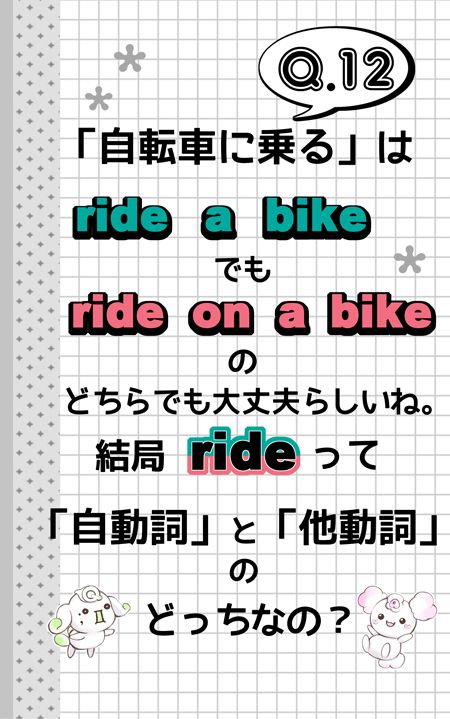 Q.12
「自転車に乗る」は
ride a bike
でも
ride on a bike
の
どちらでも大丈夫らしいね。
結局 ride って
「自動詞」と「他動詞」
の
どっちなの？